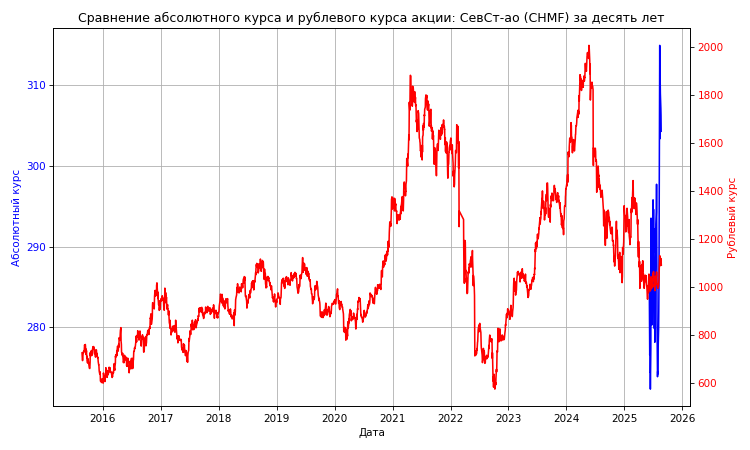 Сравнение абсолютного курса и рублевого курса акции: СевСт-ао (CHMF) за десять лет
310
300
290
280
Абсолютный курс
2000
1800
1600
1400
1200
1000
800
600
Рублевый курс
2016 2017 2018 2019 2020 2021 2022 2023 2024 2025 2026
Дата